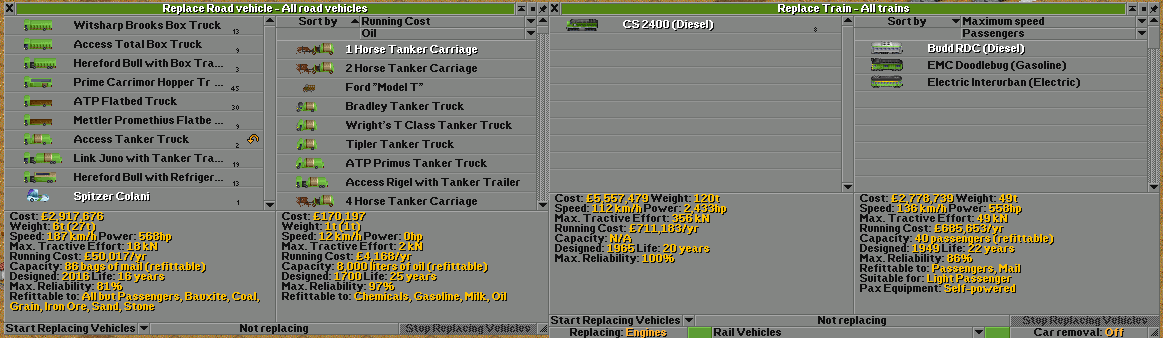 Replace Road vehicle - All road vehicles
Witsharp Brooks Box Truck 13
Access Total Box Truck 9
Hereford Bull with Box Tra... 3
Prime Carrimor Hopper Tr ... 45
ATP Flatbed Truck 30
Mettler Promethius Flatbe ... 9
Access Tanker Truck 2
Link Juno with Tanker Tra... 19
Hereford Bull with Refriger... 13
Spitzer Colani 1
Sort by Running Cost
Oil
1 Horse Tanker Carriage
2 Horse Tanker Carriage
Ford "Model T"
Bradley Tanker Truck
Wright's T Class Tanker Truck
Tipler Tanker Truck
ATP Primus Tanker Truck
Access Rigel with Tanker Trailer
4 Horse Tanker Carriage
Cost: £2,917,676
Weight: 6t (27t)
Speed: 187 km/h Power: 568hp
Max. Tractive Effort: 18 kN
Running Cost: £50,017/yr
Capacity: 86 bags of mail (refittable)
Designed: 2016 Life: 16 years
Max. Reliability: 81%
Refittable to: All but Passengers, Bauxite, Coal,
Grain, Iron Ore, Sand, Stone
Cost: £170,197
Weight: 1t (1t)
Speed: 12 km/h Power: 0hp
Max. Tractive Effort: 2 kN
Running Cost: £4,168/yr
Capacity: 8,000 liters of oil (refittable)
Designed: 1700 Life: 25 years
Max. Reliability: 97%
Refittable to: Chemicals, Gasoline, Milk, Oil
Start Replacing Vehicles Not replacing Stop Replacing Vehicles
Replace Train - All trains
CS 2400 (Diesel) 8
Sort by Maximum speed
Passengers
Budd RDC (Diesel)
EMC Doodlebug (Gasoline)
Electric Interurban (Electric)
Cost: £5,557,479 Weight: 120t
Speed: 112 km/h Power: 2,433hp
Max. Tractive Effort: 356 kN
Running Cost: £711,183/yr
Capacity: N/A
Designed: 1965 Life: 20 years
Max. Reliability: 100%
Cost: £2,778,739 Weight: 49t
Speed: 136 km/h Power: 558hp
Max. Tractive Effort: 49 kN
Running Cost: £685,653/yr
Capacity: 40 passengers (refittable)
Designed: 1949 Life: 22 years
Max. Reliability: 86%
Refittable to: Passengers, Mail
Suitable for: Light Passenger
Pax Equipment: Self-powered
Start Replacing Vehicles Not replacing Stop Replacing Vehicles
Replacing: Engines Rail Vehicles Car removal: Off